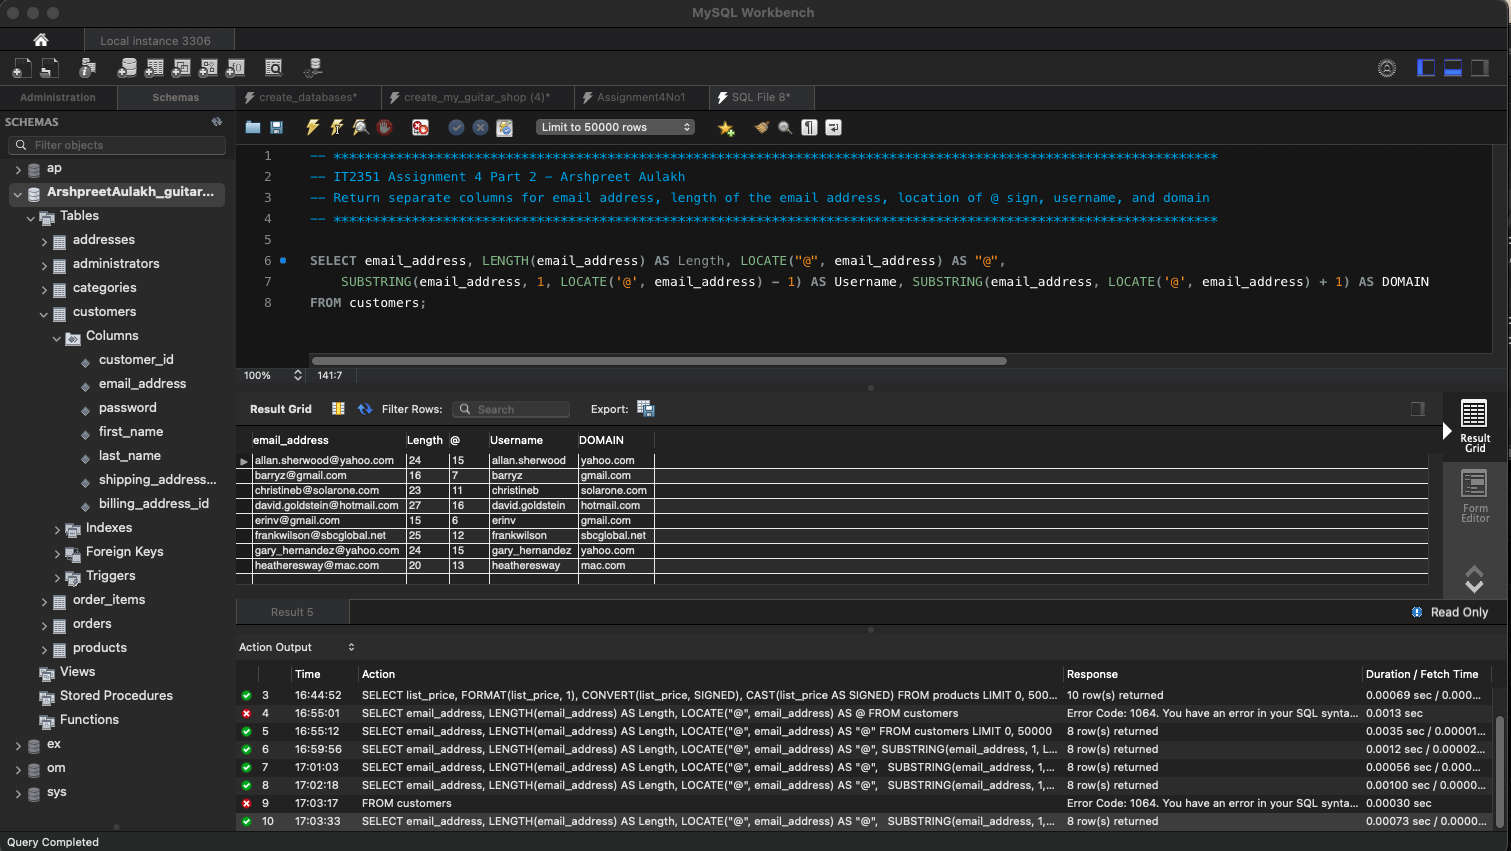 MySQL Workbench
Local instance 3306
Administration
Schemas
create_databases*
create_my_guitar_shop (4)*
Assignment4No1
SQL File 8*
SCHEMAS
Filter objects
ap
ArshpreetAulakh_guitar...
Tables
addresses
administrators
categories
customers
Columns
customer_id
email_address
password
first_name
last_name
shipping_address...
billing_address_id
Indexes
Foreign Keys
Triggers
order_items
orders
products
Views
Stored Procedures
Functions
ex
om
sys
Limit to 50000 rows
1 -- *****************************************************************************************************************
2 -- IT2351 Assignment 4 Part 2 - Arshpreet Aulakh
3 -- Return separate columns for email address, length of the email address, location of @ sign, username, and domain
4 -- *****************************************************************************************************************
5
6 SELECT email_address, LENGTH(email_address) AS Length, LOCATE("@", email_address) AS "@",
7 SUBSTRING(email_address, 1, LOCATE('@', email_address) - 1) AS Username, SUBSTRING(email_address, LOCATE('@', email_address) + 1) AS DOMAIN
8 FROM customers;
100% 141:7
Result Grid Filter Rows: Search Export:
email_address Length @ Username DOMAIN
allan.sherwood@yahoo.com 24 15 allan.sherwood yahoo.com
barryz@gmail.com 16 7 barryz gmail.com
christineb@solarone.com 23 11 christineb solarone.com
david.goldstein@hotmail.com 27 16 david.goldstein hotmail.com
erinv@gmail.com 15 6 erinv gmail.com
frankwilson@sbcglobal.net 25 12 frankwilson sbcglobal.net
gary_hernandez@yahoo.com 24 15 gary_hernandez yahoo.com
heatheresway@mac.com 20 13 heatheresway mac.com
Result
Grid
Form
Editor
Result 5
Read Only
Action Output
Time Action Response Duration / Fetch Time
3 16:44:52 SELECT list_price, FORMAT(list_price, 1), CONVERT(list_price, SIGNED), CAST(list_price AS SIGNED) FROM products LIMIT 0, 500... 10 row(s) returned 0.00069 sec / 0.000...
4 16:55:01 SELECT email_address, LENGTH(email_address) AS Length, LOCATE("@", email_address) AS @ FROM customers Error Code: 1064. You have an error in your SQL synta... 0.0013 sec
5 16:55:12 SELECT email_address, LENGTH(email_address) AS Length, LOCATE("@", email_address) AS "@" FROM customers LIMIT 0, 50000 8 row(s) returned 0.0035 sec / 0.00001...
6 16:59:56 SELECT email_address, LENGTH(email_address) AS Length, LOCATE("@", email_address) AS "@", SUBSTRING(email_address, 1, L... 8 row(s) returned 0.0012 sec / 0.00002...
7 17:01:03 SELECT email_address, LENGTH(email_address) AS Length, LOCATE("@", email_address) AS "@", SUBSTRING(email_address, 1,... 8 row(s) returned 0.00056 sec / 0.000...
8 17:02:18 SELECT email_address, LENGTH(email_address) AS Length, LOCATE("@", email_address) AS "@", SUBSTRING(email_address, 1,... 8 row(s) returned 0.00100 sec / 0.000...
9 17:03:17 FROM customers Error Code: 1064. You have an error in your SQL synta... 0.00030 sec
10 17:03:33 SELECT email_address, LENGTH(email_address) AS Length, LOCATE("@", email_address) AS "@", SUBSTRING(email_address, 1,... 8 row(s) returned 0.00073 sec / 0.0000...
Query Completed